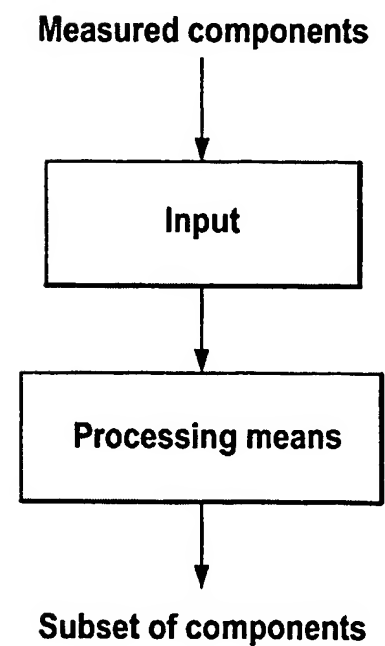 Measured components
Input
Processing means
Subset of components